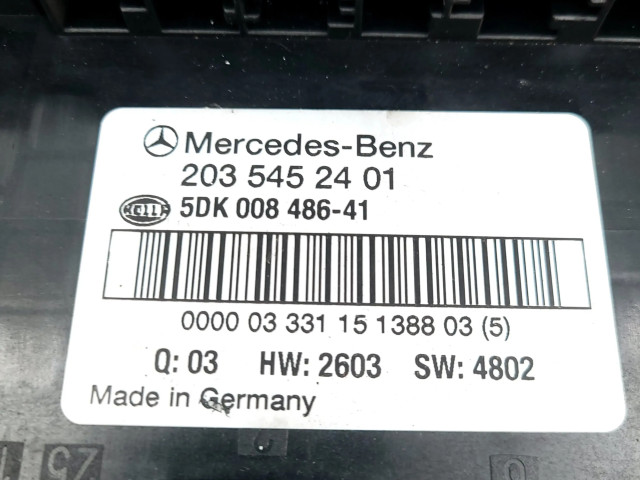 Mercedes-Benz
203 545 24 01
HELLA 5DK 008 486-41
0000 03 331 15 1388 03 (5)
Q: 03 HW: 2603 SW: 4802
Made in Germany